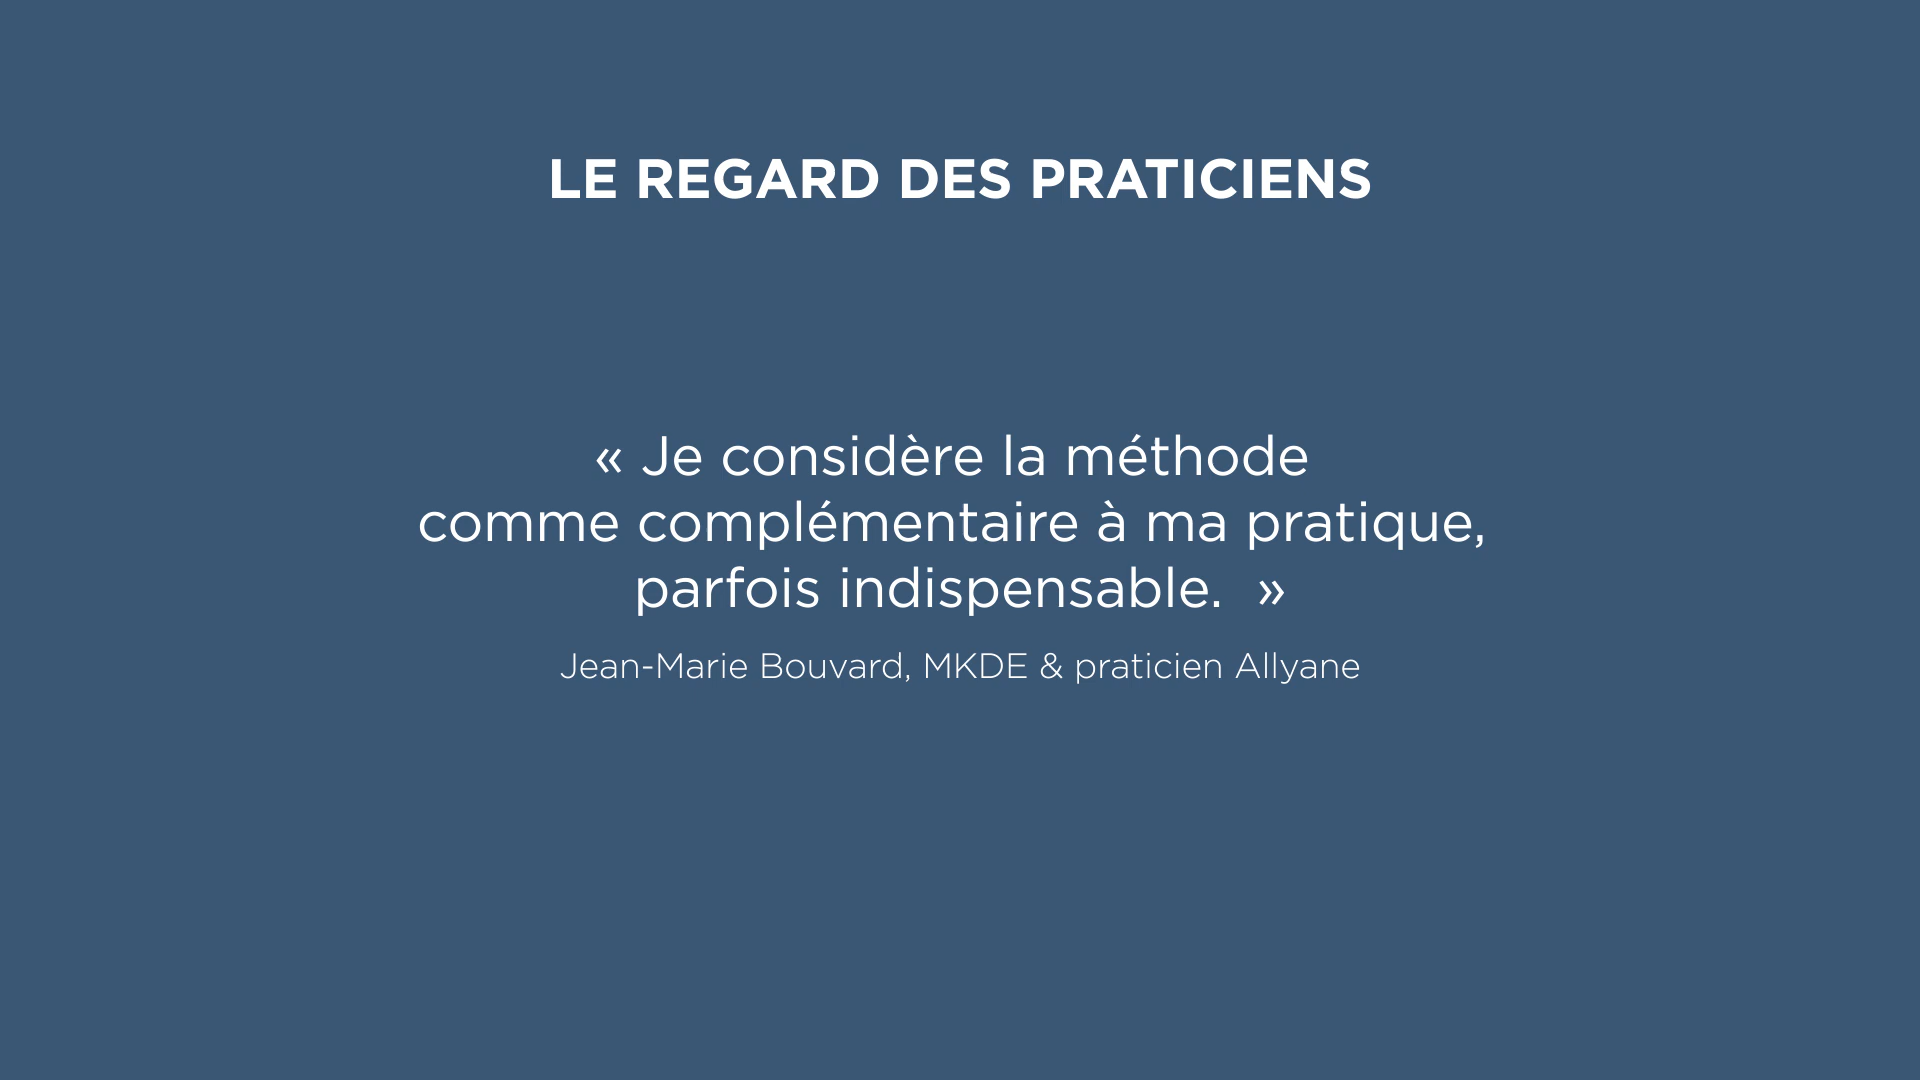 LE REGARD DES PRATICIENS
« Je considère la méthode
comme complémentaire à ma pratique,
parfois indispensable.  »
Jean-Marie Bouvard, MKDE & praticien Allyane